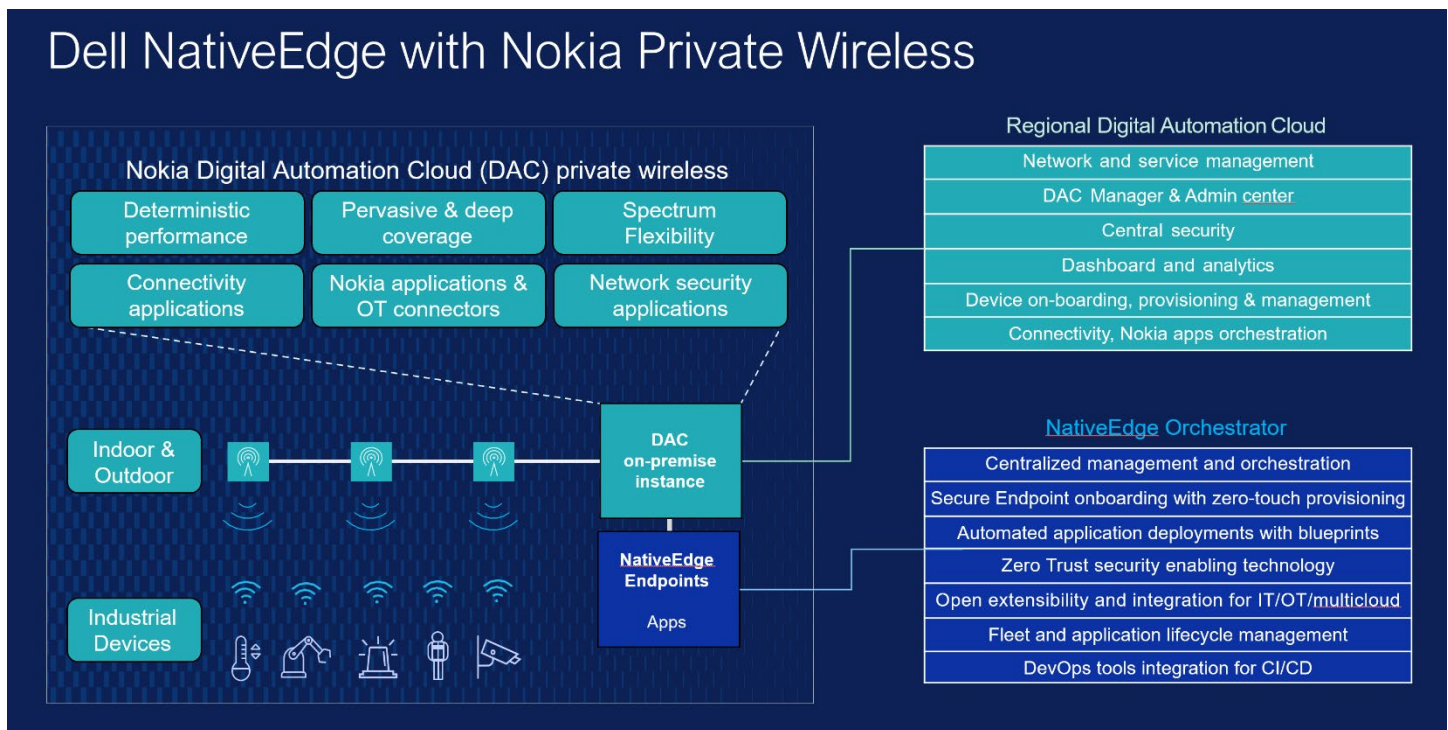 Dell NativeEdge with Nokia Private Wireless
Nokia Digital Automation Cloud (DAC) private wireless
Deterministic
performance
Pervasive & deep
coverage
Spectrum
Flexibility
Connectivity
applications
Nokia applications &
OT connectors
Network security
applications
Indoor &
Outdoor
DAC
on-premise
instance
NativeEdge
Endpoints
Apps
Industrial
Devices
Regional Digital Automation Cloud
Network and service management
DAC Manager & Admin center
Central security
Dashboard and analytics
Device on-boarding, provisioning & management
Connectivity, Nokia apps orchestration
NativeEdge Orchestrator
Centralized management and orchestration
Secure Endpoint onboarding with zero-touch provisioning
Automated application deployments with blueprints
Zero Trust security enabling technology
Open extensibility and integration for IT/OT/multicloud
Fleet and application lifecycle management
DevOps tools integration for CI/CD